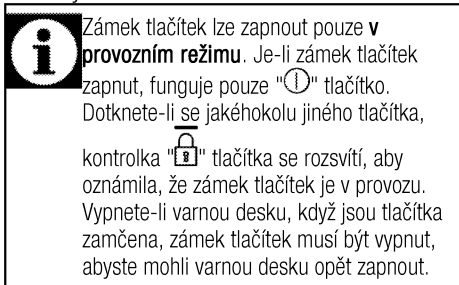 Zámek tlačítek lze zapnout pouze v
provozním režimu. Je-li zámek tlačítek
zapnut, funguje pouze "⏼" tlačítko.
Dotknete-li se jakéhokolu jiného tlačítka,
kontrolka "🔒" tlačítka se rozsvítí, aby
oznámila, že zámek tlačítek je v provozu.
Vypnete-li varnou desku, když jsou tlačítka
zamčena, zámek tlačítek musí být vypnut,
abyste mohli varnou desku opět zapnout.